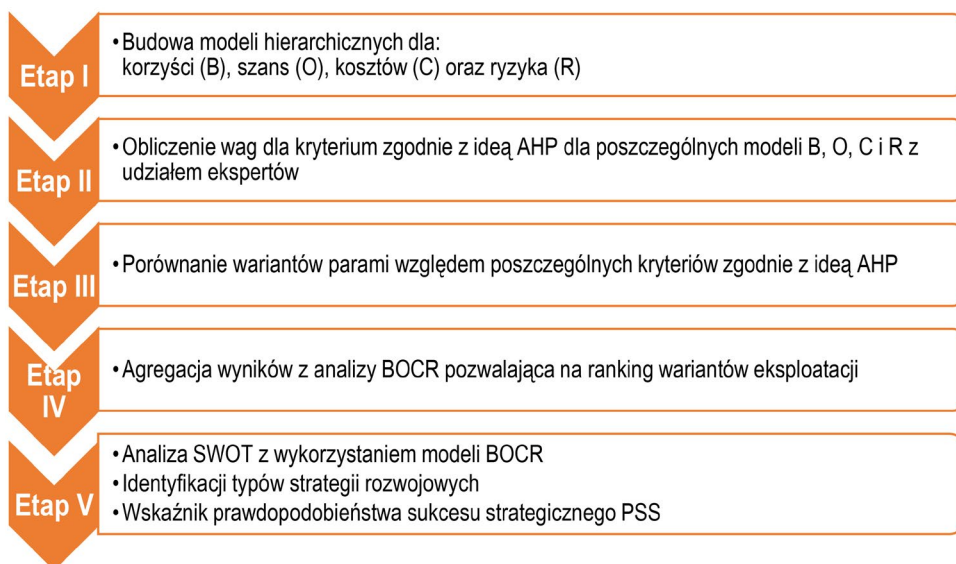 Etap I
• Budowa modeli hierarchicznych dla:
korzyści (B), szans (O), kosztów (C) oraz ryzyka (R)
Etap II
• Obliczenie wag dla kryterium zgodnie z ideą AHP dla poszczególnych modeli B, O, C i R z
udziałem ekspertów
Etap III
• Porównanie wariantów parami względem poszczególnych kryteriów zgodnie z ideą AHP
Etap
IV
• Agregacja wyników z analizy BOCR pozwalająca na ranking wariantów eksploatacji
Etap V
• Analiza SWOT z wykorzystaniem modeli BOCR
• Identyfikacji typów strategii rozwojowych
• Wskaźnik prawdopodobieństwa sukcesu strategicznego PSS